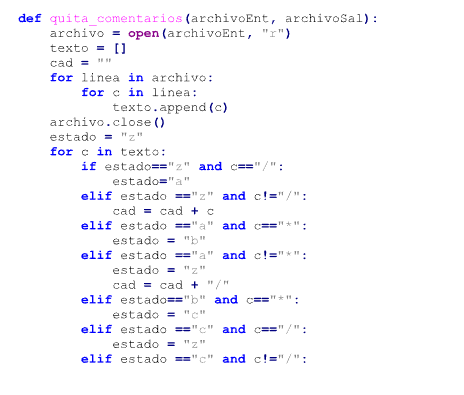 def quita_comentarios(archivoEnt, archivoSal):
    archivo = open(archivoEnt, "r")
    texto = []
    cad = ""
    for linea in archivo:
        for c in linea:
            texto.append(c)
    archivo.close()
    estado = "z"
    for c in texto:
        if estado=="z" and c=="/":
            estado="a"
        elif estado =="z" and c!="/":
            cad = cad + c
        elif estado =="a" and c=="*":
            estado = "b"
        elif estado =="a" and c!="*":
            estado = "z"
            cad = cad + "/"
        elif estado=="b" and c=="*":
            estado = "c"
        elif estado =="c" and c=="/":
            estado = "z"
        elif estado =="c" and c!="/":